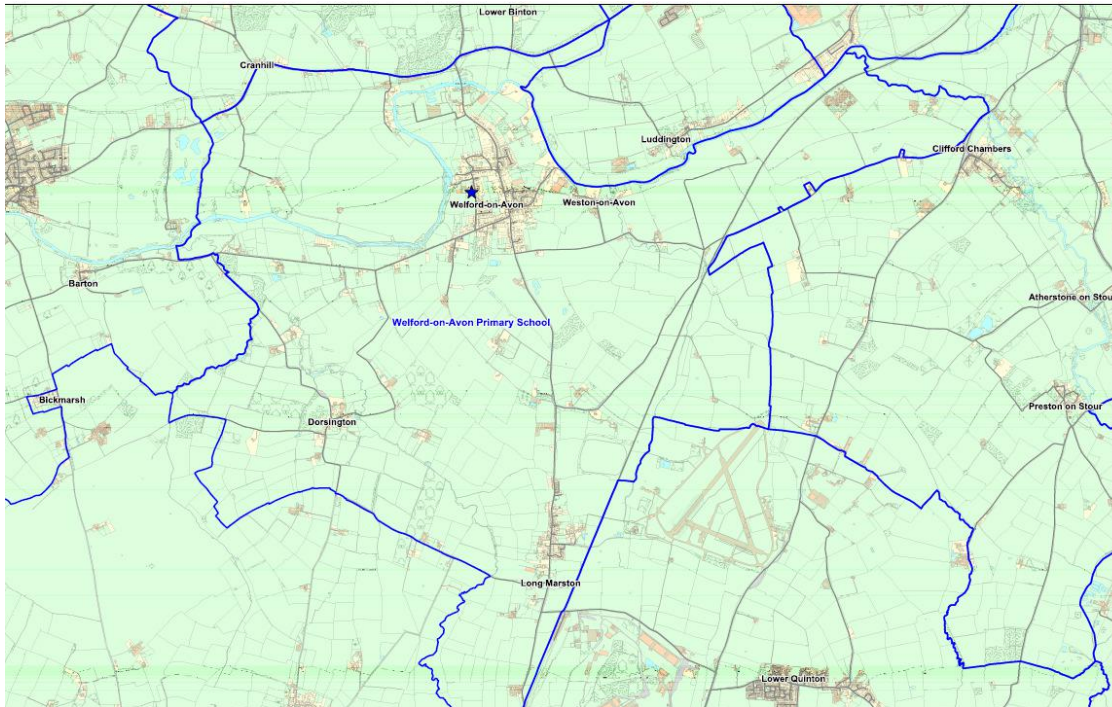 Lower Binton
Cranhill
Luddington
Clifford Chambers
Welford-on-Avon
Weston-on-Avon
Barton
Atherstone on Stour
Welford-on-Avon Primary School
Bickmarsh
Preston on Stour
Dorsington
Long Marston
Lower Quinton